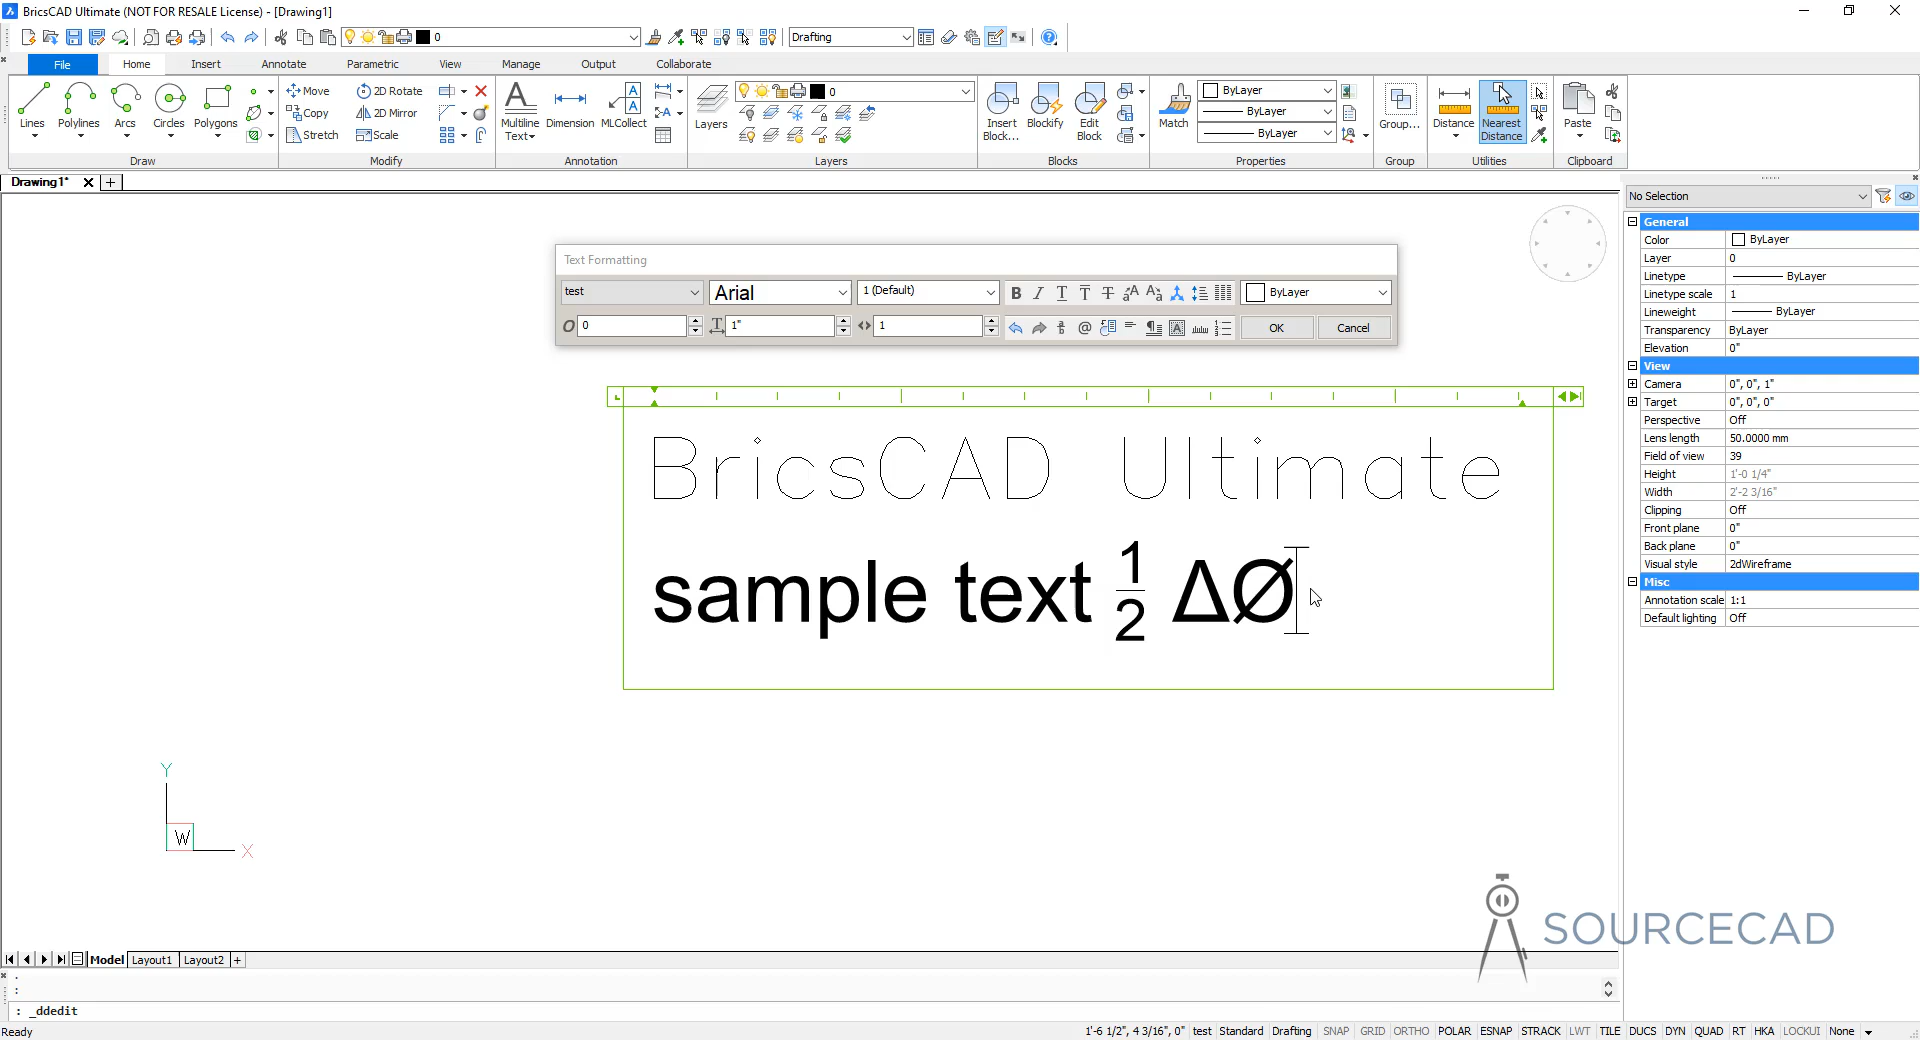 BricsCAD Ultimate (NOT FOR RESALE License) - [Drawing1]
0
Drafting
File Home Insert Annotate Parametric View Manage Output Collaborate
Lines Polylines Arcs Circles Polygons
Draw
Move 2D Rotate
Copy 2D Mirror
Stretch Scale
Modify
Multiline Text Dimension MLCollect
Annotation
Layers 0
Layers
Insert Block... Blockify Edit Block
Blocks
Match ByLayer
ByLayer
ByLayer
Properties
Group...
Group
Distance Nearest Distance
Utilities
Paste
Clipboard
Drawing1*
Text Formatting
test Arial 1 (Default) ByLayer
0 1" 1 OK Cancel
BricsCAD Ultimate
sample text 1/2 ΔØ
Y
W
X
No Selection
General
Color ByLayer
Layer 0
Linetype ByLayer
Linetype scale 1
Lineweight ByLayer
Transparency ByLayer
Elevation 0"
View
Camera 0", 0", 1"
Target 0", 0", 0"
Perspective Off
Lens length 50.0000 mm
Field of view 39
Height 1'-0 1/4"
Width 2'-2 3/16"
Clipping Off
Front plane 0"
Back plane 0"
Visual style 2dWireframe
Misc
Annotation scale 1:1
Default lighting Off
SOURCECAD
Model Layout1 Layout2 +
:
: _ddedit
Ready
1'-6 1/2", 4 3/16", 0" test Standard Drafting SNAP GRID ORTHO POLAR ESNAP STRACK LWT TILE DUCS DYN QUAD RT HKA LOCKUI None